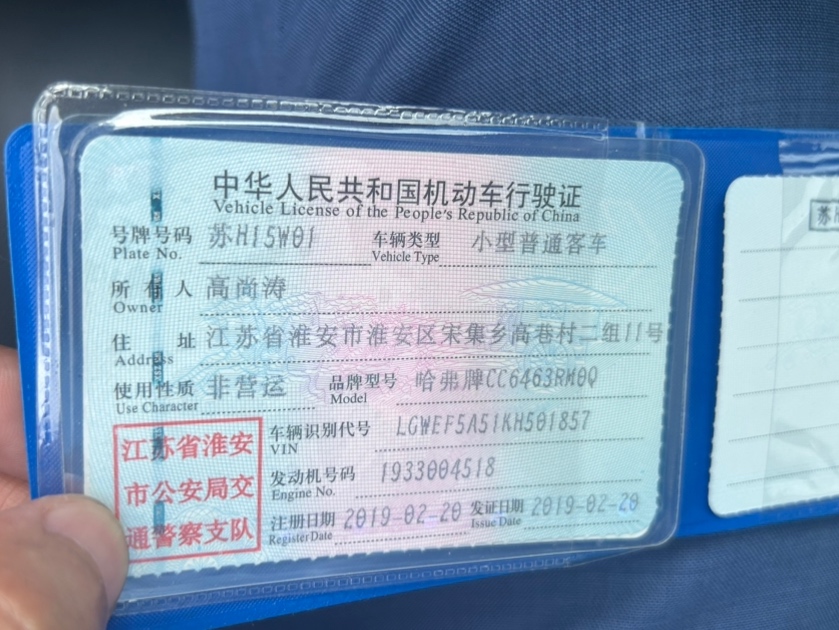 中华人民共和国机动车行驶证
Vehicle License of the People's Republic of China
号牌号码 苏H15W01 车辆类型 小型普通客车
Plate No. Vehicle Type
所有人 高尚涛
Owner
住址 江苏省淮安市淮安区宋集乡高巷村二组11号
Address
使用性质 非营运 品牌型号 哈弗牌CC6463RM0Q
Use Character Model
江苏省淮安
市公安局交
通警察支队
车辆识别代号 LGWEF5A51KH501857
VIN
发动机号码 1933004518
Engine No.
注册日期 2019-02-20 发证日期 2019-02-20
Register Date Issue Date
苏